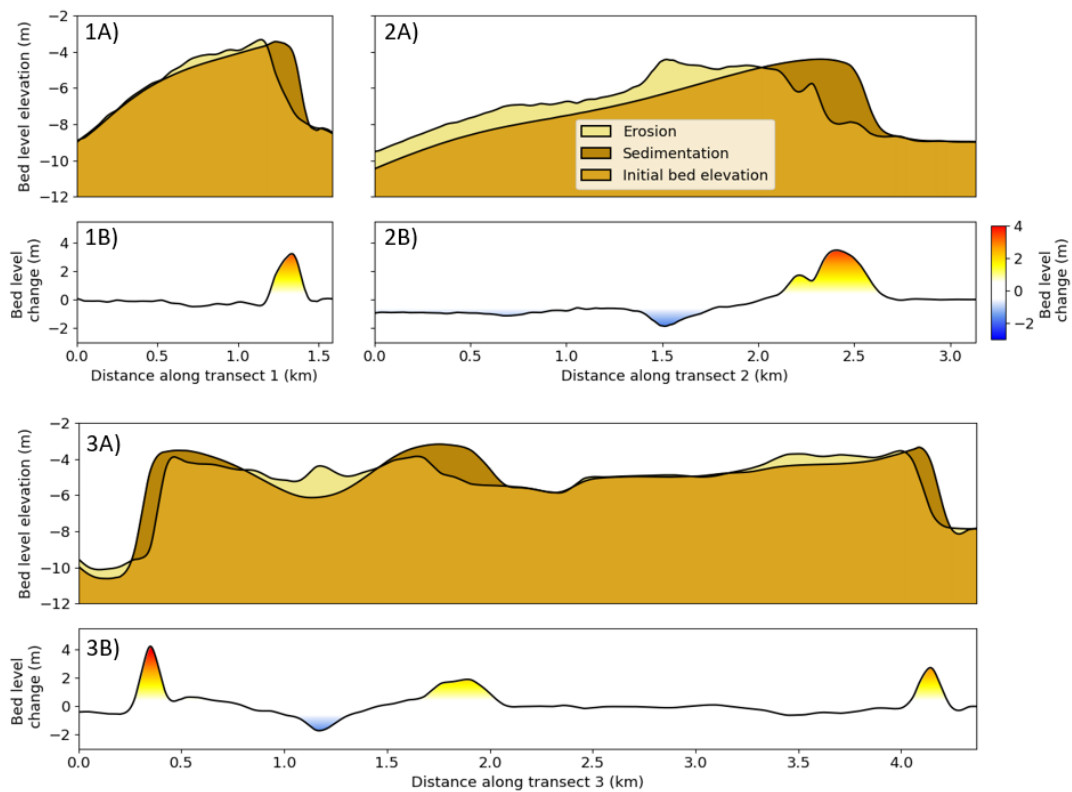 1A)
2A)
Bed level elevation (m)
−2
−4
−6
−8
−10
−12
Erosion
Sedimentation
Initial bed elevation
1B)
2B)
Bed level
change (m)
4
2
0
−2
0.0 0.5 1.0 1.5
Distance along transect 1 (km)
0.0 0.5 1.0 1.5 2.0 2.5 3.0
Distance along transect 2 (km)
4
2
0
−2
Bed level
change (m)
3A)
Bed level elevation (m)
−2
−4
−6
−8
−10
−12
3B)
Bed level
change (m)
4
2
0
−2
0.0 0.5 1.0 1.5 2.0 2.5 3.0 3.5 4.0
Distance along transect 3 (km)